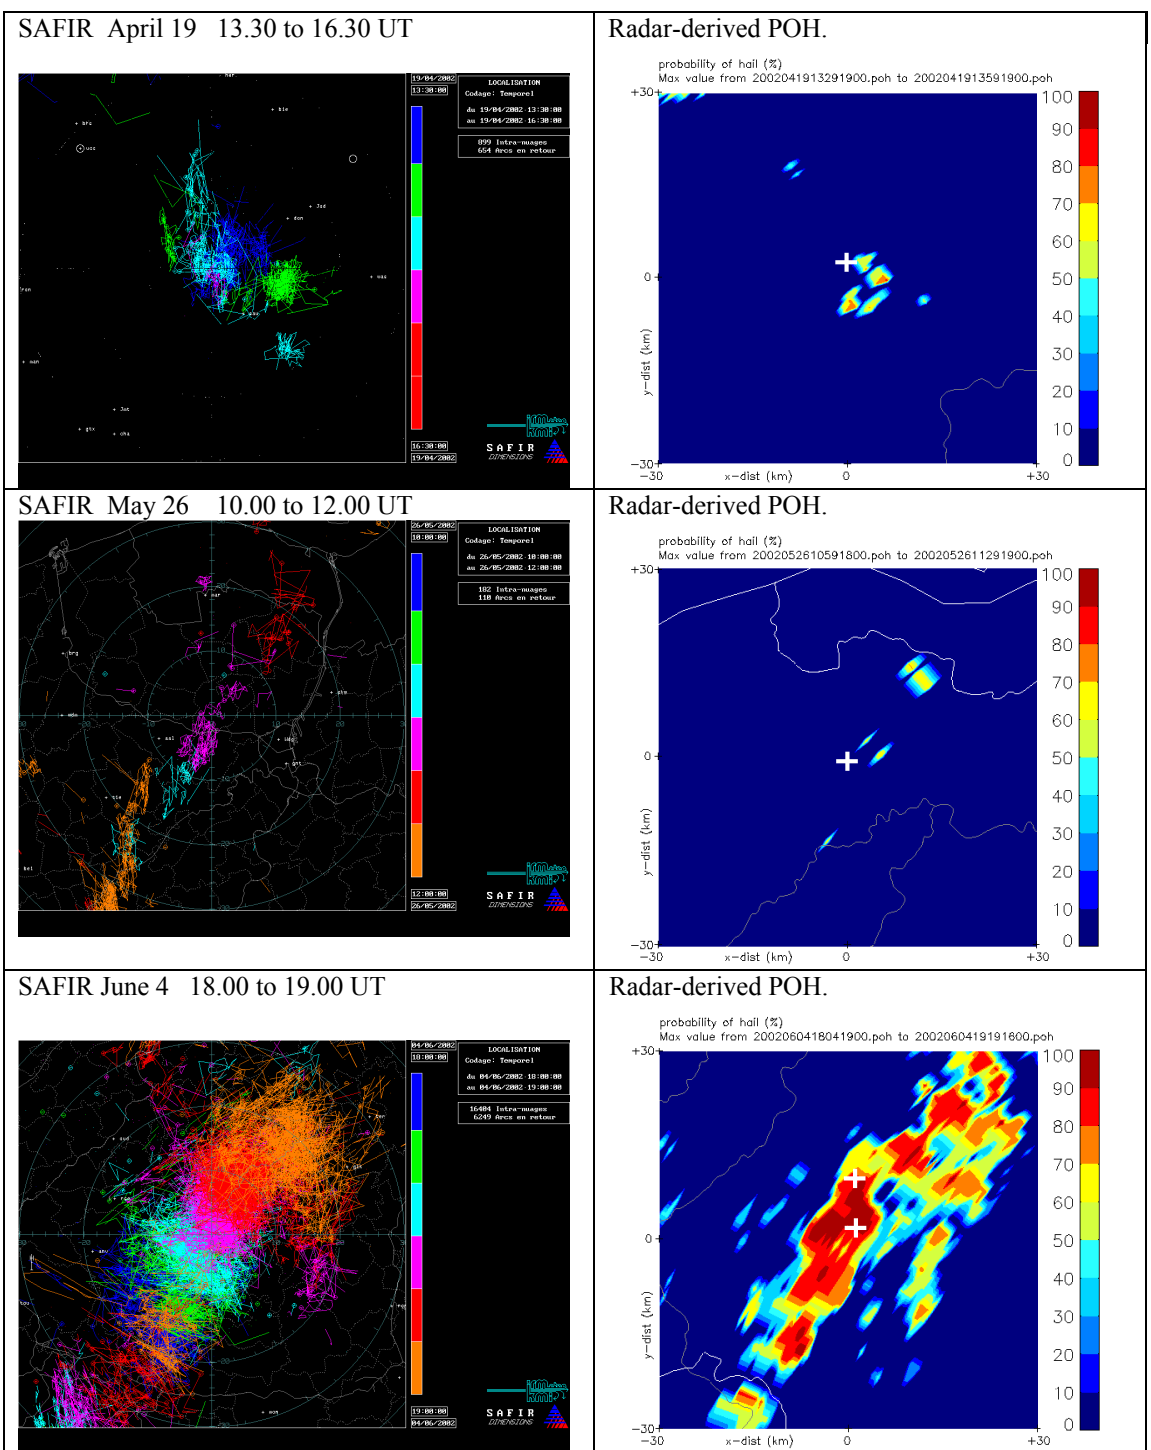 SAFIR April 19 13.30 to 16.30 UT
19/04/2002
13:30:00
LOCALISATION
Codage: Temporel
du 19/04/2002-13:30:00
au 19/04/2002-16:30:00
899 Intra-nuages
654 Arcs en retour
16:30:00
19/04/2002
SAFIR
DIMENSIONS
Radar-derived POH.
probability of hail (%)
Max value from 2002041913291900.poh to 2002041913591900.poh
+30
0
-30
y-dist (km)
x-dist (km)
0
+30
100
90
80
70
60
50
40
30
20
10
0
SAFIR May 26 10.00 to 12.00 UT
26/05/2002
10:00:00
LOCALISATION
Codage: Temporel
du 26/05/2002-10:00:00
au 26/05/2002-12:00:00
182 Intra-nuages
110 Arcs en retour
12:00:00
26/05/2002
SAFIR
DIMENSIONS
Radar-derived POH.
probability of hail (%)
Max value from 2002052610591800.poh to 2002052611291900.poh
+30
0
-30
y-dist (km)
x-dist (km)
0
+30
100
90
80
70
60
50
40
30
20
10
0
SAFIR June 4 18.00 to 19.00 UT
04/06/2002
18:00:00
LOCALISATION
Codage: Temporel
du 04/06/2002-18:00:00
au 04/06/2002-19:00:00
16404 Intra-nuages
6249 Arcs en retour
19:00:00
04/06/2002
SAFIR
DIMENSIONS
Radar-derived POH.
probability of hail (%)
Max value from 2002060418041900.poh to 2002060419191600.poh
+30
0
-30
y-dist (km)
-30
x-dist (km)
0
+30
100
90
80
70
60
50
40
30
20
10
0